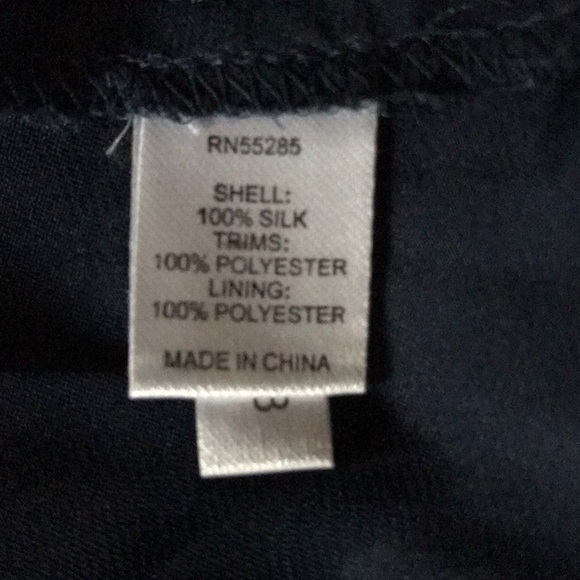 RN55285
SHELL:
100% SILK
TRIMS:
100% POLYESTER
LINING:
100% POLYESTER
MADE IN CHINA